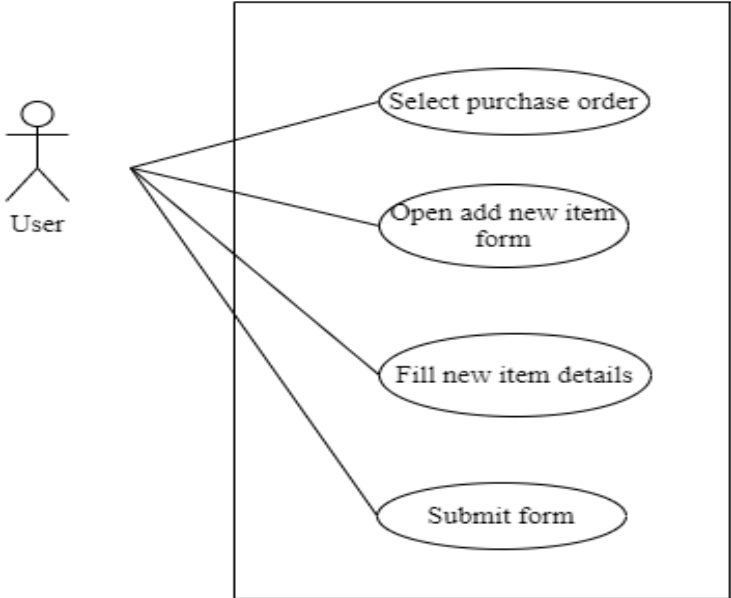 Select purchase order
User
Open add new item
form
Fill new item details
Submit form